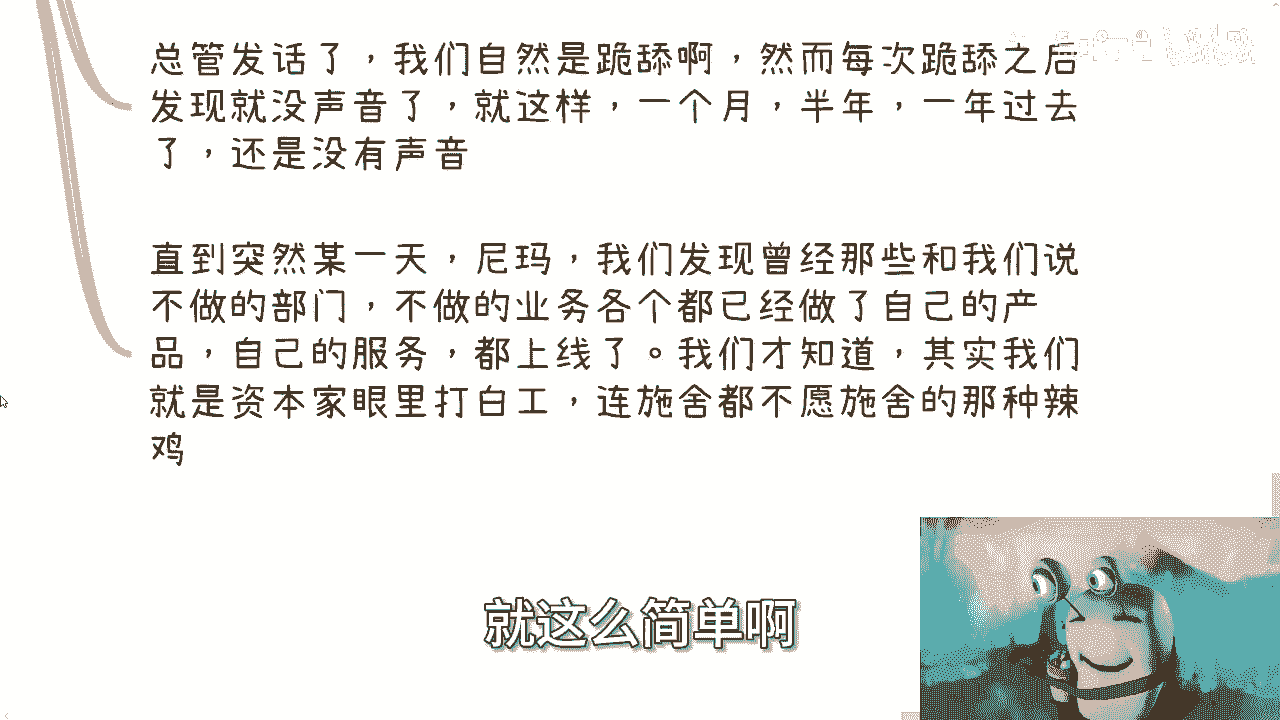 总管发话了，我们自然是跪舔啊，然而每次跪舔之后
发现就没声音了，就这样，一个月，半年，一年过去
了，还是没有声音
直到突然某一天，尼玛，我们发现曾经那些和我们说
不做的部门，不做的业务各个都已经做了自己的产
品，自己的服务，都上线了。我们才知道，其实我们
就是资本家眼里打白工，连施舍都不愿施舍的那种辣
鸡
就这么简单啊